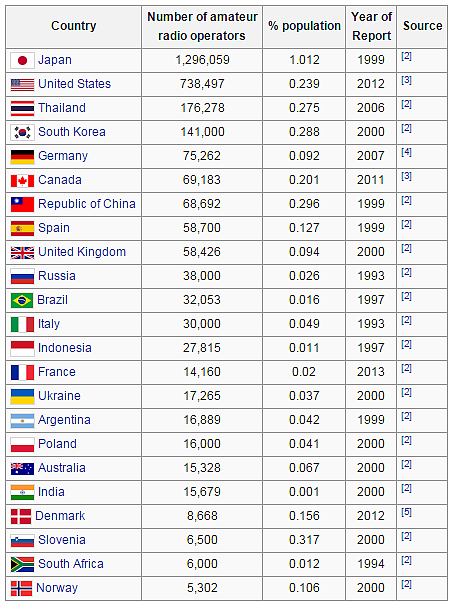 Country Number of amateur radio operators % population Year of Report Source
Japan 1,296,059 1.012 1999 [2]
United States 738,497 0.239 2012 [3]
Thailand 176,278 0.275 2006 [2]
South Korea 141,000 0.288 2000 [2]
Germany 75,262 0.092 2007 [4]
Canada 69,183 0.201 2011 [3]
Republic of China 68,692 0.296 1999 [2]
Spain 58,700 0.127 1999 [2]
United Kingdom 58,426 0.094 2000 [2]
Russia 38,000 0.026 1993 [2]
Brazil 32,053 0.016 1997 [2]
Italy 30,000 0.049 1993 [2]
Indonesia 27,815 0.011 1997 [2]
France 14,160 0.02 2013 [2]
Ukraine 17,265 0.037 2000 [2]
Argentina 16,889 0.042 1999 [2]
Poland 16,000 0.041 2000 [2]
Australia 15,328 0.067 2000 [2]
India 15,679 0.001 2000 [2]
Denmark 8,668 0.156 2012 [5]
Slovenia 6,500 0.317 2000 [2]
South Africa 6,000 0.012 1994 [2]
Norway 5,302 0.106 2000 [2]